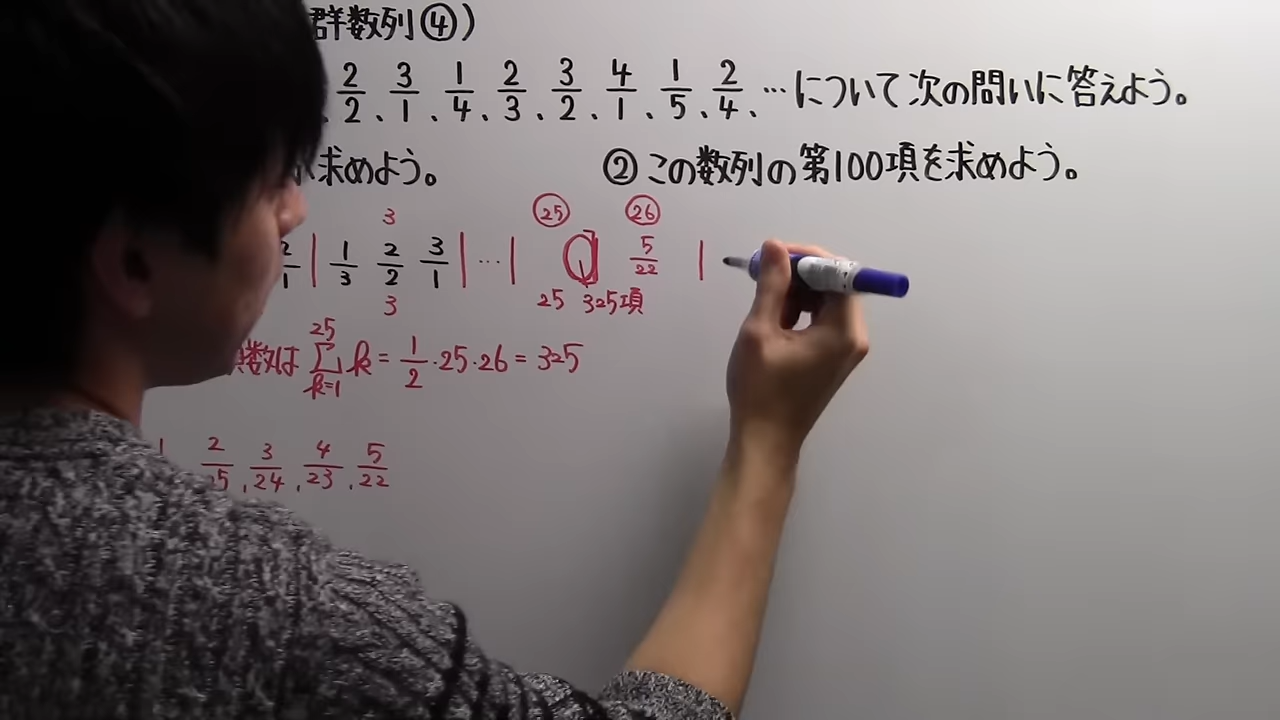 群数列④)
2/2、3/1、1/4、2/3、3/2、4/1、1/5、2/4、…について次の問いに答えよう。
求めよう。 ② この数列の第100項を求めよう。
3 ㉕ ㉖
2/1 | 1/3 2/2 3/1 | … | 5/22 |
3 25 325項
項数は Σ[k=1→25] k = 1/2・25・26 = 325
2/25、3/24、4/23、5/22